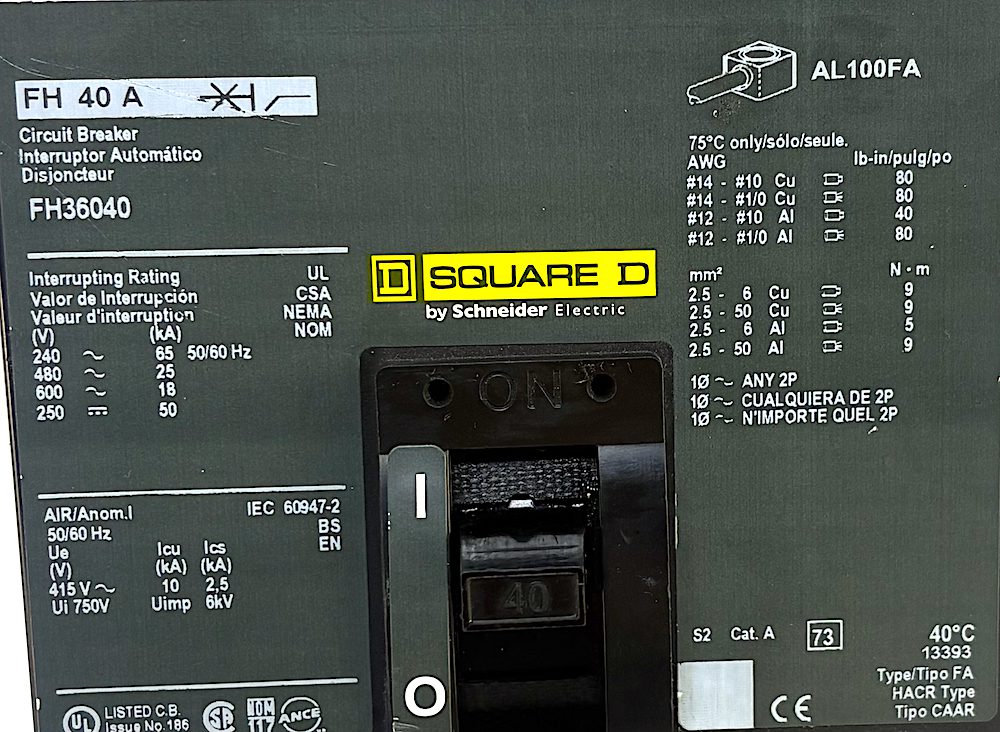 FH 40 A
Circuit Breaker
Interruptor Automático
Disjoncteur
FH36040
Interrupting Rating UL
Valor de Interrupción CSA
Valeur d'interruption NEMA
(V) (kA) NOM
240 ~ 65 50/60 Hz
480 ~ 25
600 ~ 18
250 ⎓ 50
AIR/Anom.I IEC 60947-2
50/60 Hz BS
Ue Icu Ics EN
(V) (kA) (kA)
415 V ~ 10 2,5
Ui 750V Uimp 6kV
UL LISTED C.B.
Issue No.186
SA
NOM
117
ANCE
D SQUARE D
by Schneider Electric
ON
I
40
O
AL100FA
75°C only/sólo/seule.
AWG lb-in/pulg/po
#14 - #10 Cu 80
#14 - #1/0 Cu 80
#12 - #10 Al 40
#12 - #1/0 Al 80
mm² N·m
2.5 - 6 Cu 9
2.5 - 50 Cu 9
2.5 - 6 Al 5
2.5 - 50 Al 9
1Ø ~ ANY 2P
1Ø ~ CUALQUIERA DE 2P
1Ø ~ N'IMPORTE QUEL 2P
S2 Cat. A 73 40°C
13393
Type/Tipo FA
HACR Type
CE Tipo CAAR